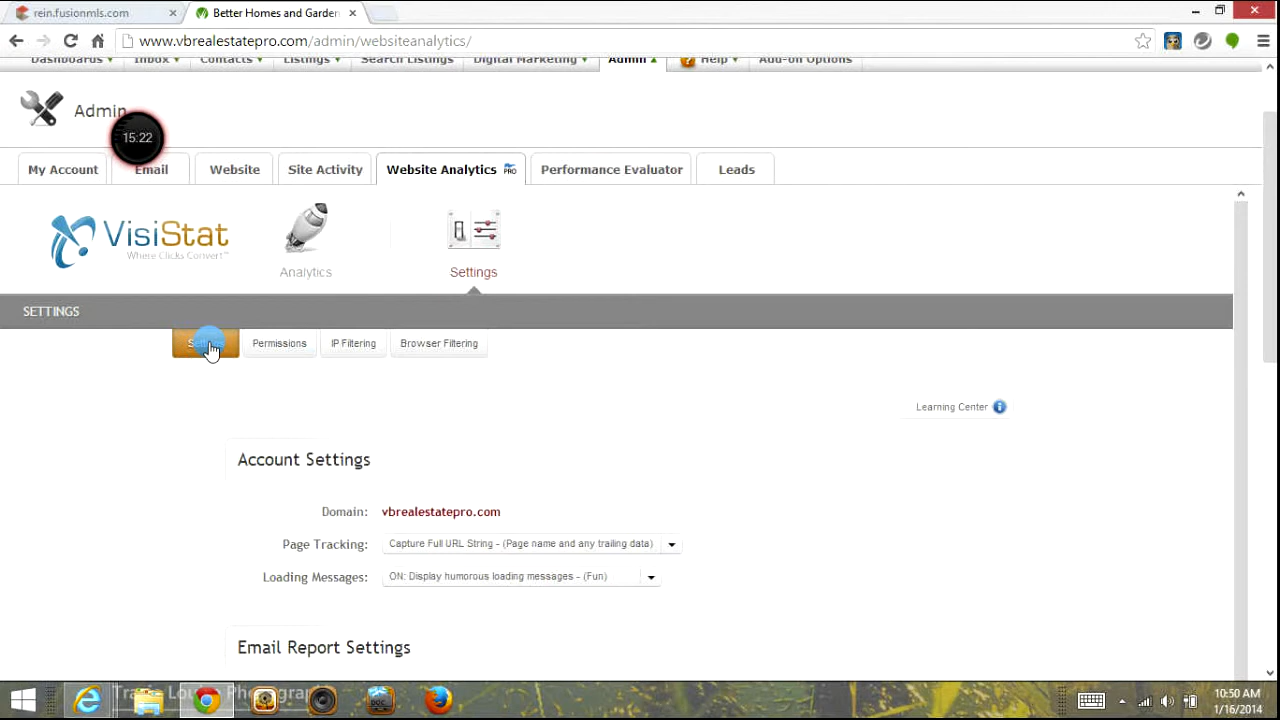 rein.fusionmls.com
Better Homes and Garden
www.vbrealestatepro.com/admin/websiteanalytics/
Dashboards Inbox Contacts Listings Search Listings Digital Marketing Admin Help Add-on Options
Admin
15:22
My Account Email Website Site Activity Website Analytics PRO Performance Evaluator Leads
VisiStat
Where Clicks Convert™
Analytics
Settings
SETTINGS
Permissions IP Filtering Browser Filtering
Learning Center
Account Settings
Domain: vbrealestatepro.com
Page Tracking: Capture Full URL String - (Page name and any trailing data)
Loading Messages: ON: Display humorous loading messages - (Fun)
Email Report Settings
10:50 AM
1/16/2014